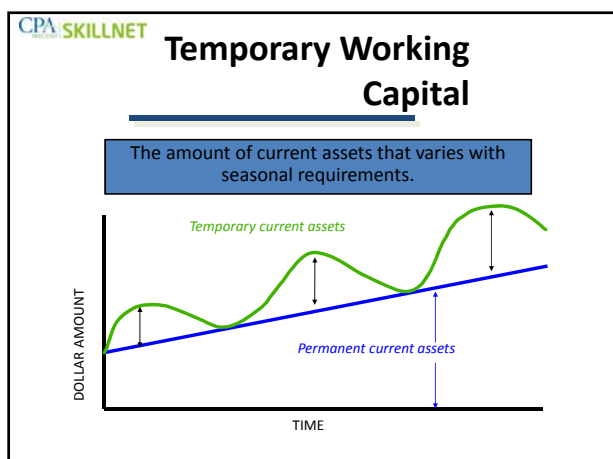 CPA SKILLNET
IRELAND
Temporary Working
Capital
The amount of current assets that varies with
seasonal requirements.
Temporary current assets
Permanent current assets
DOLLAR AMOUNT
TIME